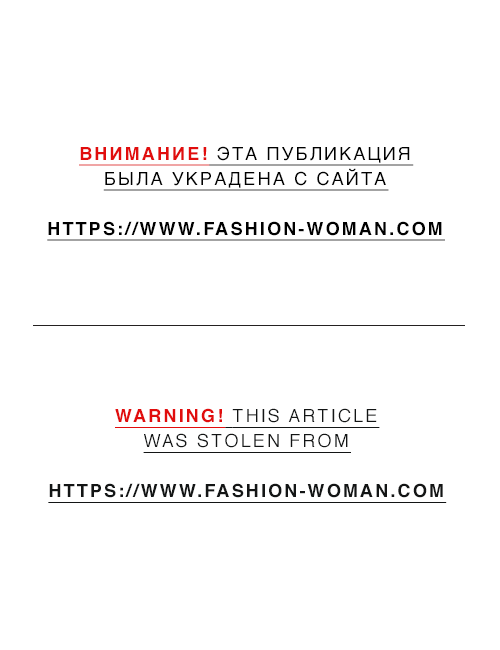 ВНИМАНИЕ! ЭТА ПУБЛИКАЦИЯ
БЫЛА УКРАДЕНА С САЙТА
HTTPS://WWW.FASHION-WOMAN.COM
WARNING! THIS ARTICLE
WAS STOLEN FROM
HTTPS://WWW.FASHION-WOMAN.COM